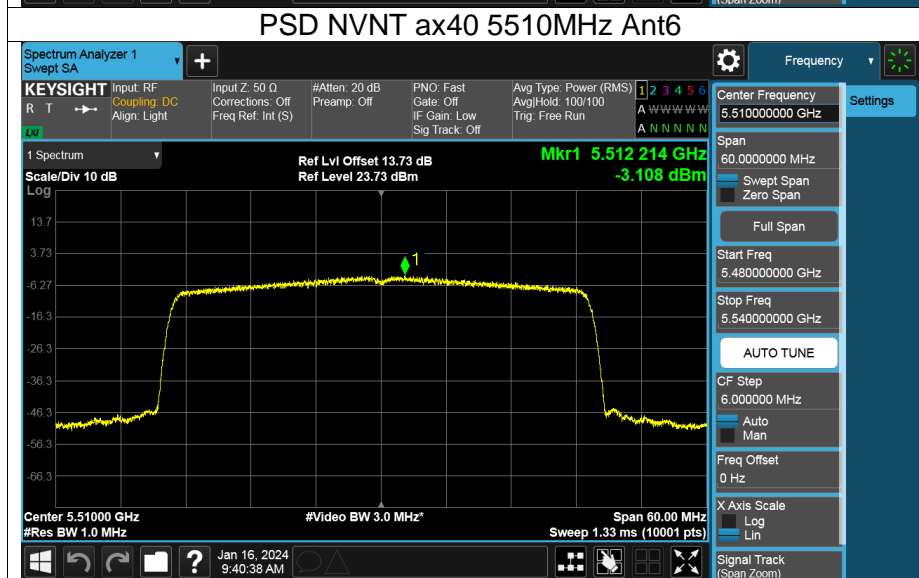 (Span Zoom)
PSD NVNT ax40 5510MHz Ant6
Spectrum Analyzer 1
Swept SA
+
Frequency
KEYSIGHT
R T
LXI
Input: RF
Coupling: DC
Align: Light
Input Z: 50 Ω
Corrections: Off
Freq Ref: Int (S)
#Atten: 20 dB
Preamp: Off
PNO: Fast
Gate: Off
IF Gain: Low
Sig Track: Off
Avg Type: Power (RMS)
Avg|Hold: 100/100
Trig: Free Run
1 2 3 4 5 6
A W W W W W
A N N N N N
1 Spectrum
Scale/Div 10 dB
Log
Ref Lvl Offset 13.73 dB
Ref Level 23.73 dBm
Mkr1 5.512 214 GHz
-3.108 dBm
13.7
3.73
-6.27
-16.3
-26.3
-36.3
-46.3
-56.3
-66.3
1
Center 5.51000 GHz
#Res BW 1.0 MHz
#Video BW 3.0 MHz*
Span 60.00 MHz
Sweep 1.33 ms (10001 pts)
Center Frequency
5.510000000 GHz
Settings
Span
60.0000000 MHz
Swept Span
Zero Span
Full Span
Start Freq
5.480000000 GHz
Stop Freq
5.540000000 GHz
AUTO TUNE
CF Step
6.000000 MHz
Auto
Man
Freq Offset
0 Hz
X Axis Scale
Log
Lin
Signal Track
(Span Zoom)
?
Jan 16, 2024
9:40:38 AM